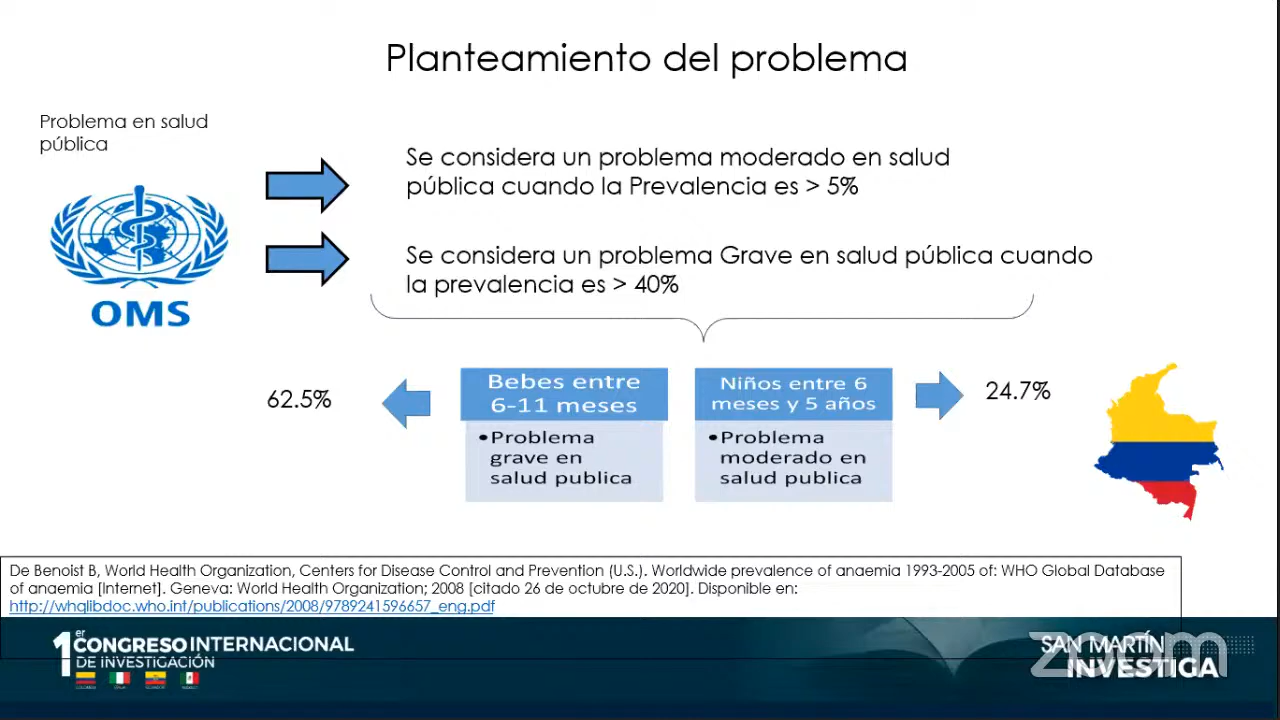 Planteamiento del problema
Problema en salud
pública
OMS
Se considera un problema moderado en salud
pública cuando la Prevalencia es > 5%
Se considera un problema Grave en salud pública cuando
la prevalencia es > 40%
62.5%
Bebes entre
6-11 meses
•Problema
grave en
salud publica
Niños entre 6
meses y 5 años
•Problema
moderado en
salud publica
24.7%
De Benoist B, World Health Organization, Centers for Disease Control and Prevention (U.S.). Worldwide prevalence of anaemia 1993-2005 of: WHO Global Database
of anaemia [Internet]. Geneva: World Health Organization; 2008 [citado 26 de octubre de 2020]. Disponible en:
http://whqlibdoc.who.int/publications/2008/9789241596657_eng.pdf
1er CONGRESO INTERNACIONAL
DE INVESTIGACIÓN
SAN MARTÍN
INVESTIGA
zoom